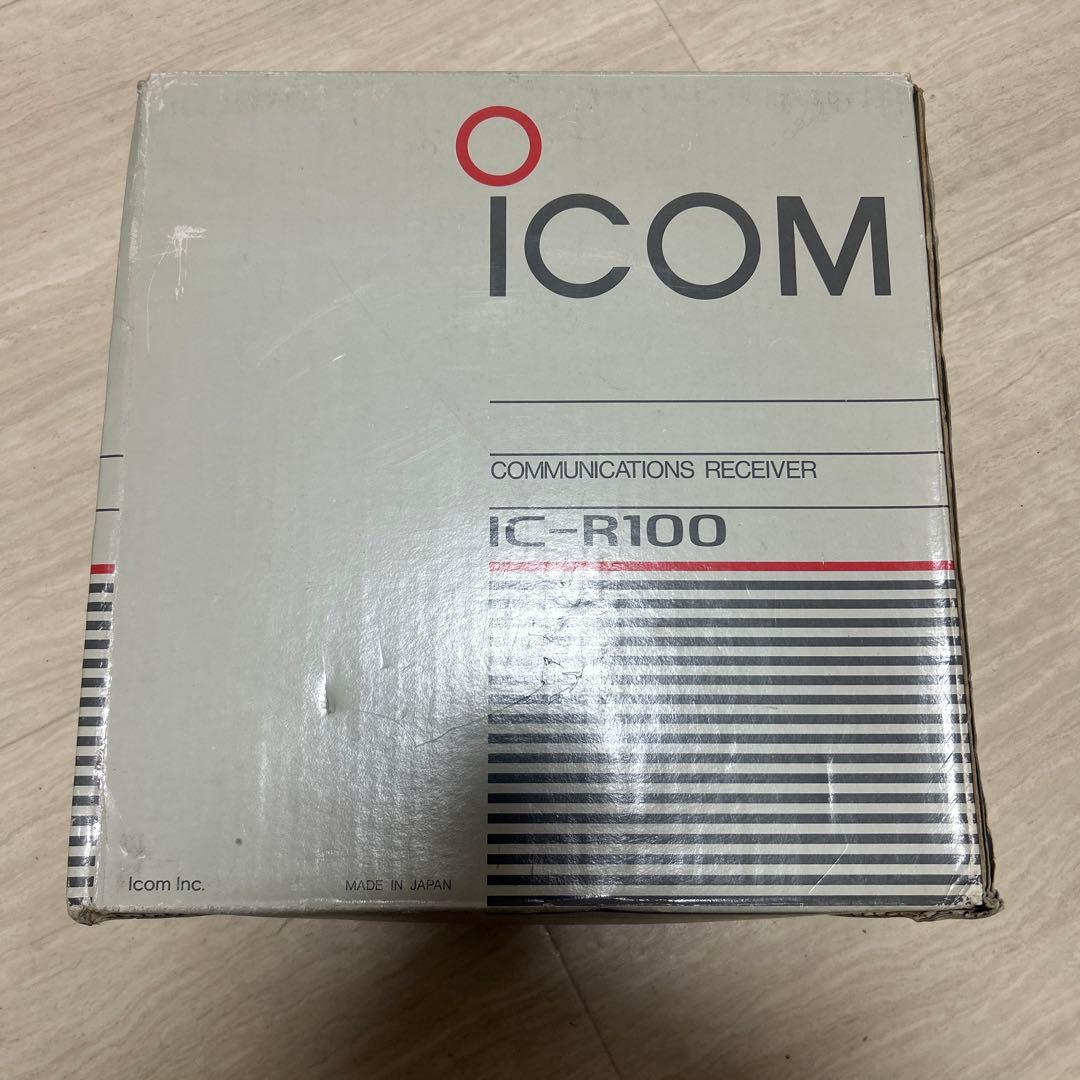 ICOM
COMMUNICATIONS RECEIVER
IC-R100
Icom Inc.
MADE IN JAPAN